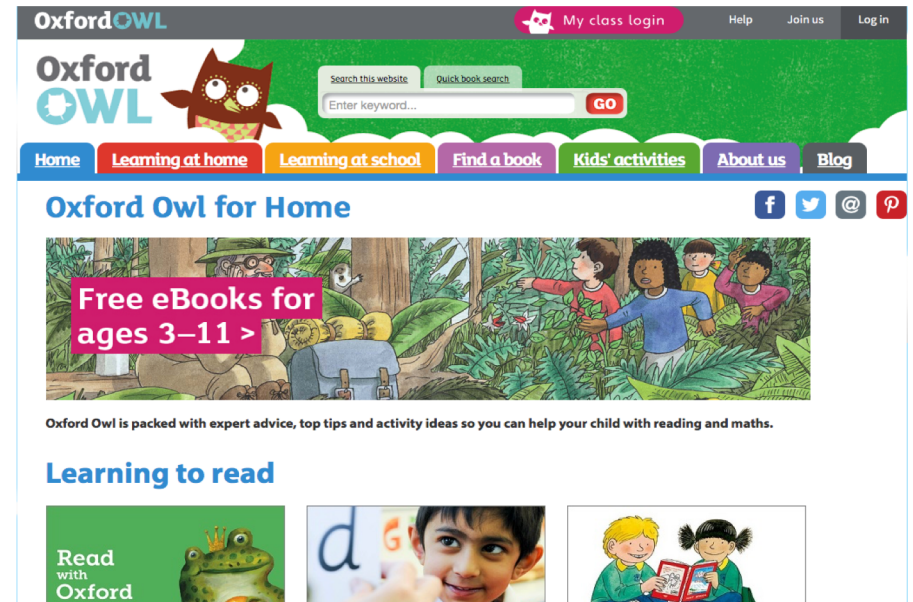 OxfordOWL
My class login
Help
Join us
Log in
Oxford
OWL
Search this website
Quick book search
Enter keyword...
GO
Home
Learning at home
Learning at school
Find a book
Kids' activities
About us
Blog
Oxford Owl for Home
Free eBooks for
ages 3–11 >
Oxford Owl is packed with expert advice, top tips and activity ideas so you can help your child with reading and maths.
Learning to read
Read
with
Oxford
d
G